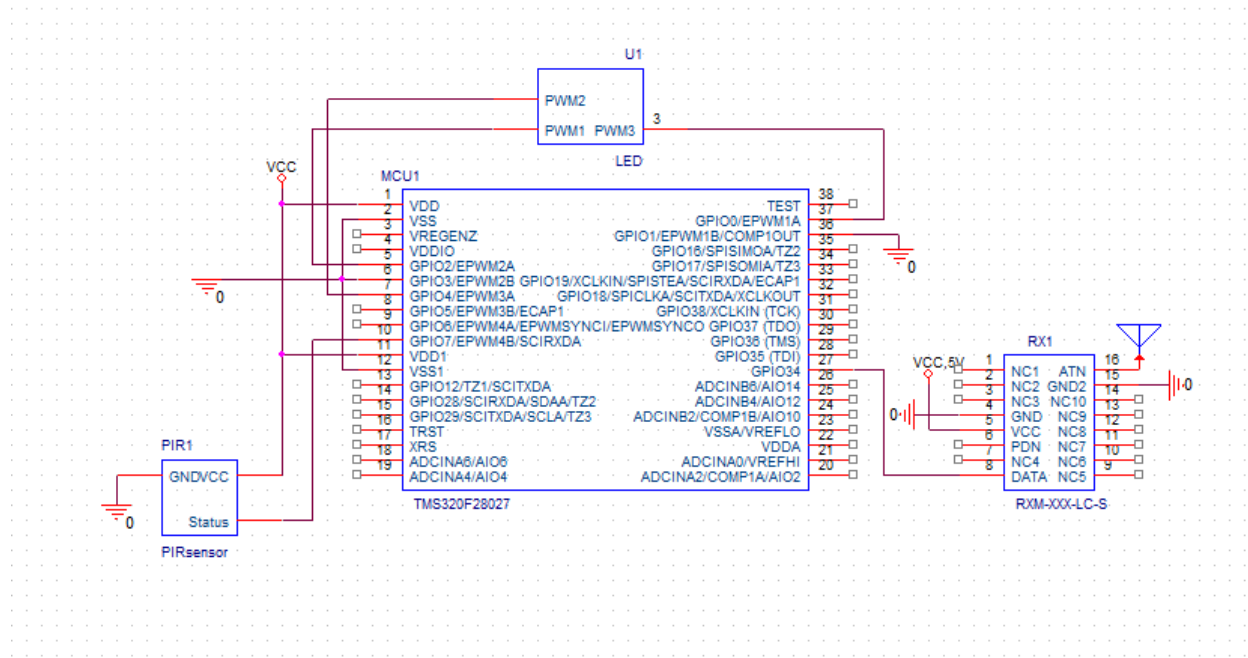 U1
PWM2
PWM1 PWM3
3
LED
VCC
MCU1
1
2
3
4
5
6
7
8
9
10
11
12
13
14
15
16
17
18
19
VDD
VSS
VREGENZ
VDDIO
GPIO2/EPWM2A
GPIO3/EPWM2B
GPIO4/EPWM3A
GPIO5/EPWM3B/ECAP1
GPIO6/EPWM4A/EPWMSYNCI/EPWMSYNCO
GPIO7/EPWM4B/SCIRXDA
VDD1
VSS1
GPIO12/TZ1/SCITXDA
GPIO28/SCIRXDA/SDAA/TZ2
GPIO29/SCITXDA/SCLA/TZ3
TRST
XRS
ADCINA6/AIO6
ADCINA4/AIO4
TEST
GPIO0/EPWM1A
GPIO1/EPWM1B/COMP1OUT
GPIO16/SPISIMOA/TZ2
GPIO17/SPISOMIA/TZ3
GPIO19/XCLKIN/SPISTEA/SCIRXDA/ECAP1
GPIO18/SPICLKA/SCITXDA/XCLKOUT
GPIO38/XCLKIN (TCK)
GPIO37 (TDO)
GPIO36 (TMS)
GPIO35 (TDI)
GPIO34
ADCINB6/AIO14
ADCINB4/AIO12
ADCINB2/COMP1B/AIO10
VSSA/VREFLO
VDDA
ADCINA0/VREFHI
ADCINA2/COMP1A/AIO2
38
37
36
35
34
33
32
31
30
29
28
27
26
25
24
23
22
21
20
TMS320F28027
0
0
PIR1
GNDVCC
Status
PIRsensor
0
RX1
VCC,5V
1
2
3
4
5
6
7
8
NC1
NC2
NC3
GND
VCC
PDN
NC4
DATA
ATN
GND2
NC10
NC9
NC8
NC7
NC6
NC5
16
15
14
13
12
11
10
9
0
0
RXM-XXX-LC-S